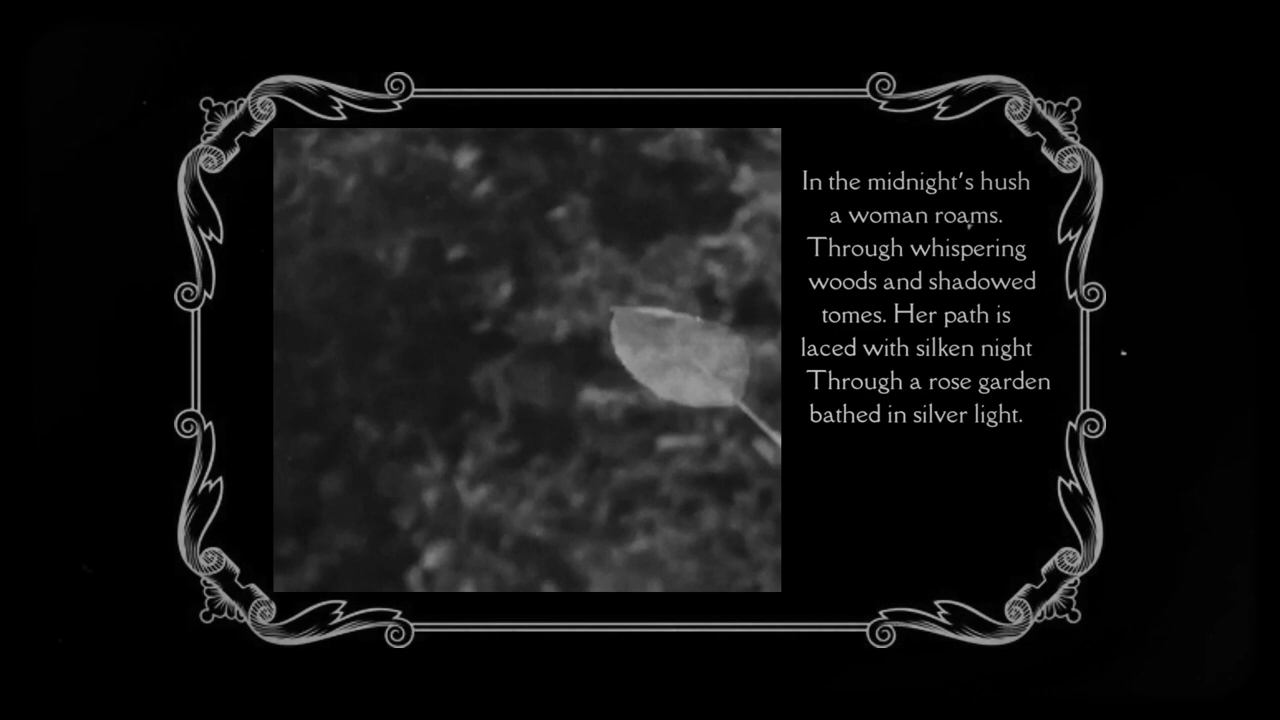 In the midnight's hush
a woman roams.
Through whispering
woods and shadowed
tomes. Her path is
laced with silken night
Through a rose garden
bathed in silver light.